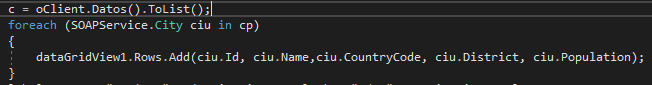 c = oClient.Datos().ToList();
foreach (SOAPService.City ciu in cp)
{
dataGridView1.Rows.Add(ciu.Id, ciu.Name,ciu.CountryCode, ciu.District, ciu.Population);
}